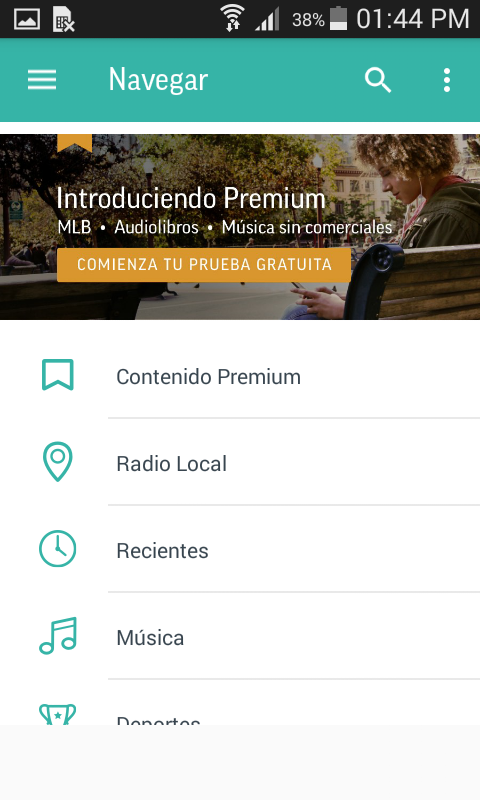 38% 01:44 PM
Navegar
Introduciendo Premium
MLB • Audiolibros • Música sin comerciales
COMIENZA TU PRUEBA GRATUITA
Contenido Premium
Radio Local
Recientes
Música
Deportes